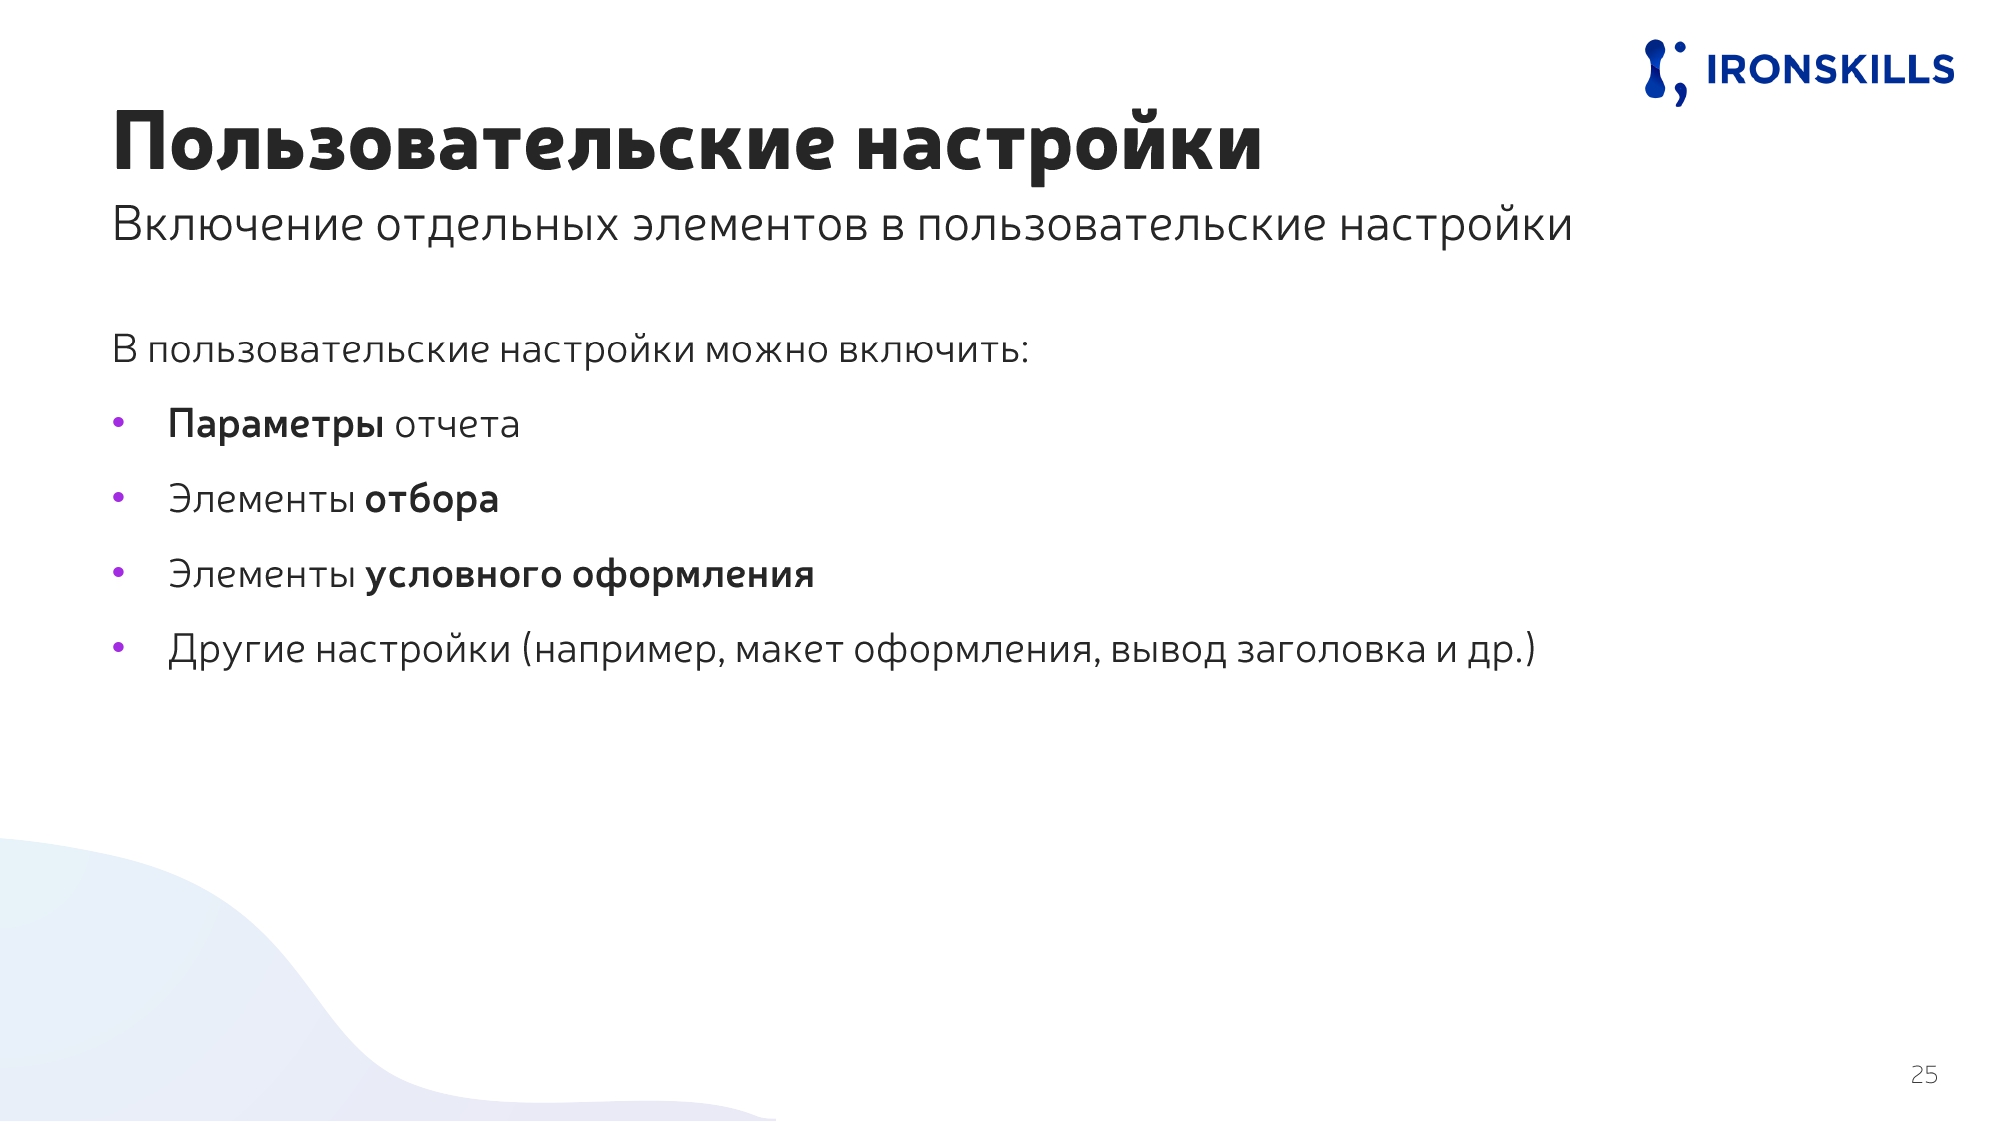 IRONSKILLS
Пользовательские настройки
Включение отдельных элементов в пользовательские настройки
В пользовательские настройки можно включить:
• Параметры отчета
• Элементы отбора
• Элементы условного оформления
• Другие настройки (например, макет оформления, вывод заголовка и др.)
25